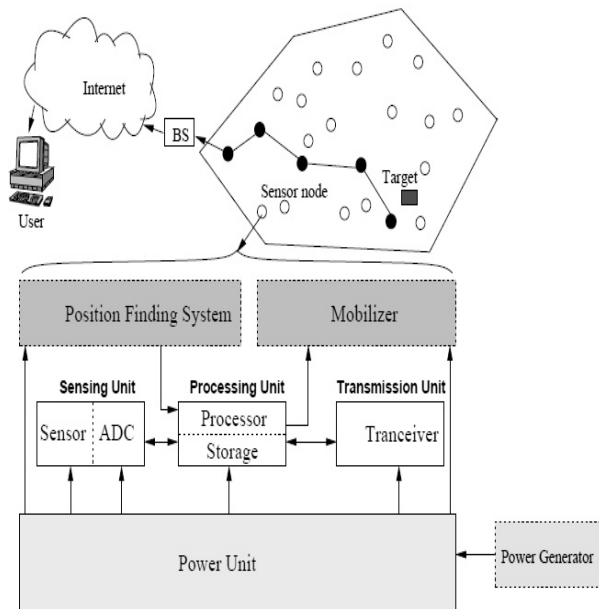 Internet
BS
Target
Sensor node
User
Position Finding System
Mobilizer
Sensing Unit
Processing Unit
Transmission Unit
Sensor
ADC
Processor
Storage
Tranceiver
Power Unit
Power Generator